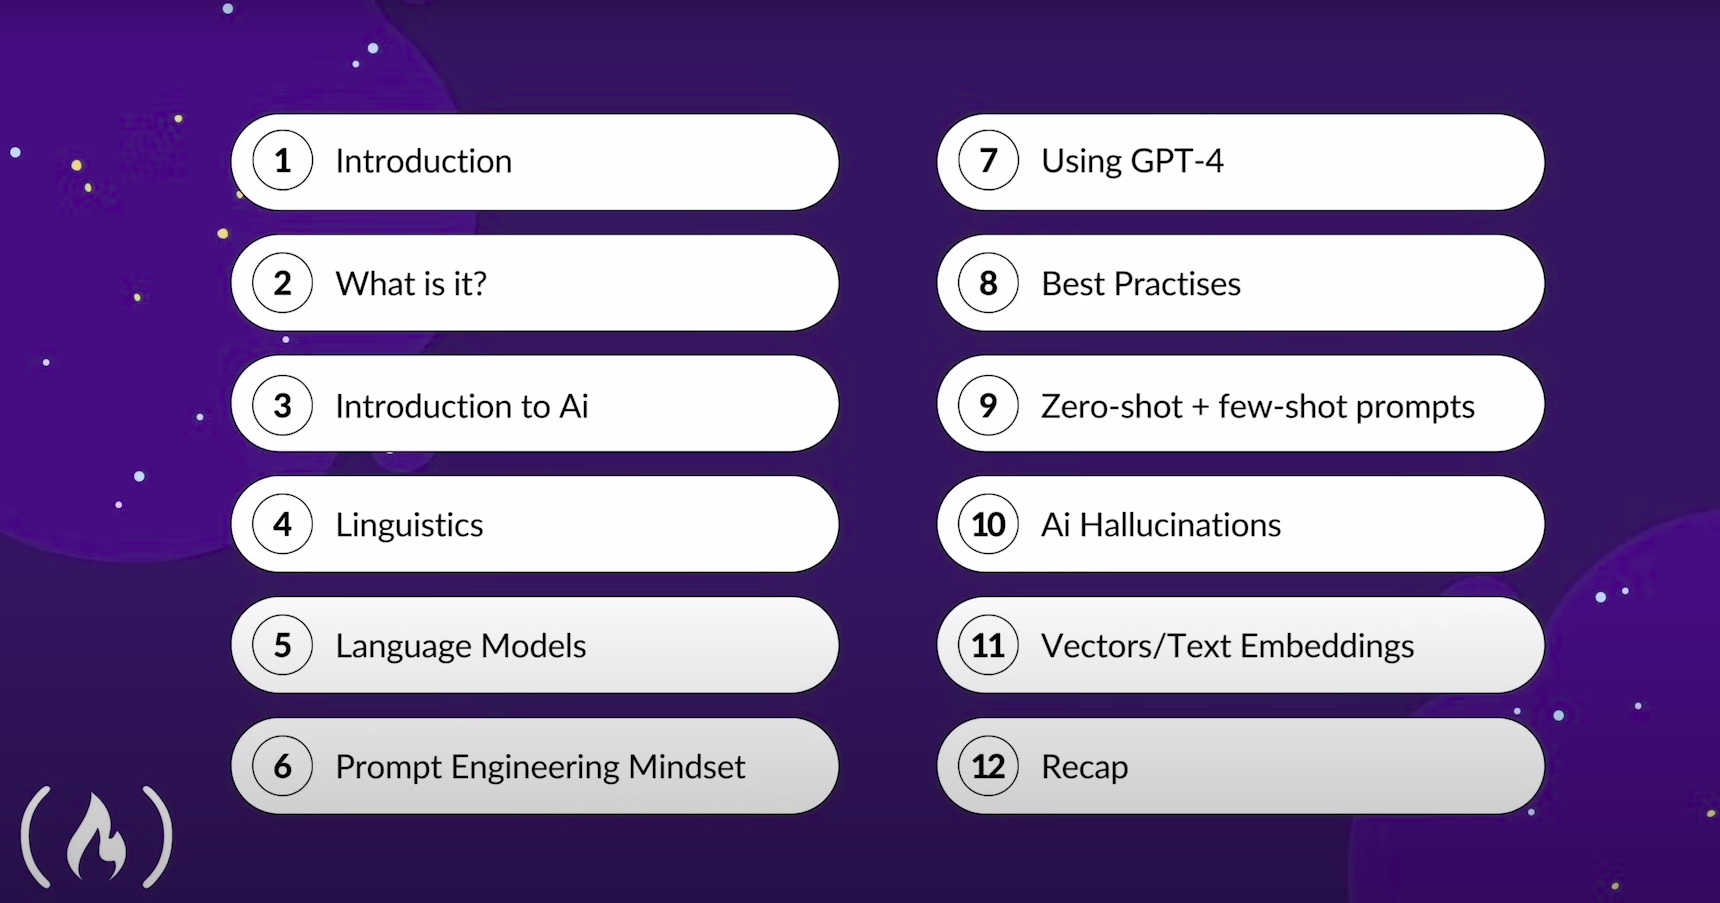 1 Introduction
2 What is it?
3 Introduction to Ai
4 Linguistics
5 Language Models
6 Prompt Engineering Mindset
7 Using GPT-4
8 Best Practises
9 Zero-shot + few-shot prompts
10 Ai Hallucinations
11 Vectors/Text Embeddings
12 Recap